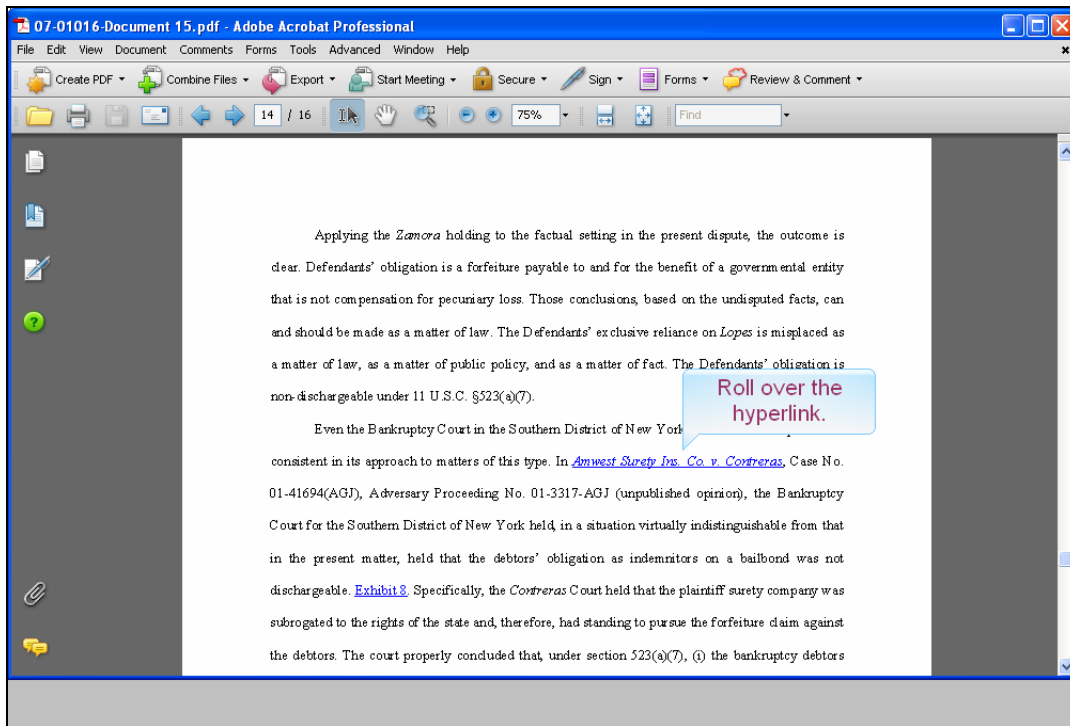 07-01016-Document 15.pdf - Adobe Acrobat Professional
File Edit View Document Comments Forms Tools Advanced Window Help
Create PDF Combine Files Export Start Meeting Secure Sign Forms Review & Comment
14 / 16 75% Find
Applying the Zamora holding to the factual setting in the present dispute, the outcome is
clear. Defendants' obligation is a forfeiture payable to and for the benefit of a governmental entity
that is not compensation for pecuniary loss. Those conclusions, based on the undisputed facts, can
and should be made as a matter of law. The Defendants' exclusive reliance on Lopes is misplaced as
a matter of law, as a matter of public policy, and as a matter of fact. The Defendants' obligation is
non-dischargeable under 11 U.S.C. §523(a)(7).
Roll over the
hyperlink.
Even the Bankruptcy Court in the Southern District of New York
consistent in its approach to matters of this type. In Amwest Surety Ins. Co. v. Contreras, Case No.
01-41694(AGJ), Adversary Proceeding No. 01-3317-AGJ (unpublished opinion), the Bankruptcy
Court for the Southern District of New York held, in a situation virtually indistinguishable from that
in the present matter, held that the debtors' obligation as indemnitors on a bailbond was not
dischargeable. Exhibit 8. Specifically, the Contreras Court held that the plaintiff surety company was
subrogated to the rights of the state and, therefore, had standing to pursue the forfeiture claim against
the debtors. The court properly concluded that, under section 523(a)(7), (i) the bankruptcy debtors